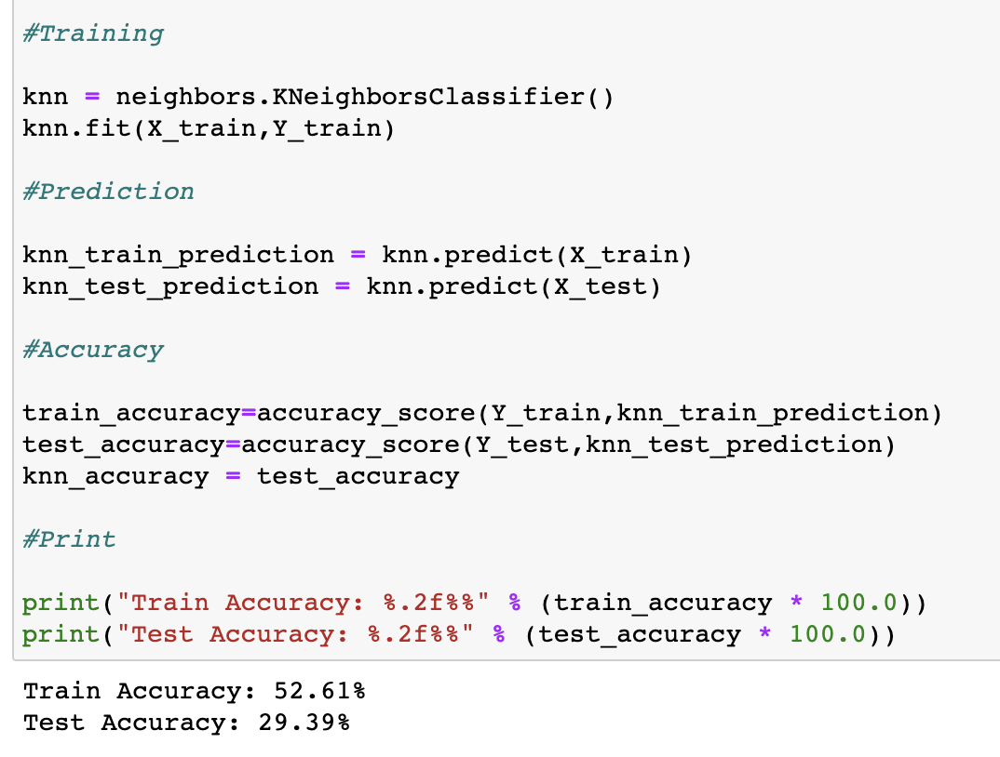 #Training
knn = neighbors.KNeighborsClassifier()
knn.fit(X_train,Y_train)
#Prediction
knn_train_prediction = knn.predict(X_train)
knn_test_prediction = knn.predict(X_test)
#Accuracy
train_accuracy=accuracy_score(Y_train,knn_train_prediction)
test_accuracy=accuracy_score(Y_test,knn_test_prediction)
knn_accuracy = test_accuracy
#Print
print("Train Accuracy: %.2f%%" % (train_accuracy * 100.0))
print("Test Accuracy: %.2f%%" % (test_accuracy * 100.0))
Train Accuracy: 52.61%
Test Accuracy: 29.39%